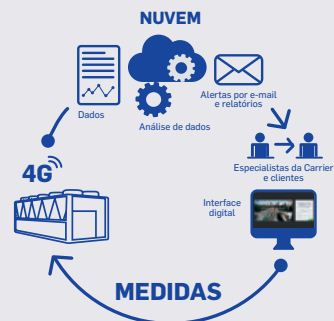 NUVEM
Dados
Análise de dados
Alertas por e-mail
e relatórios
4G
Especialistas da Carrier
e clientes
Interface
digital
MEDIDAS